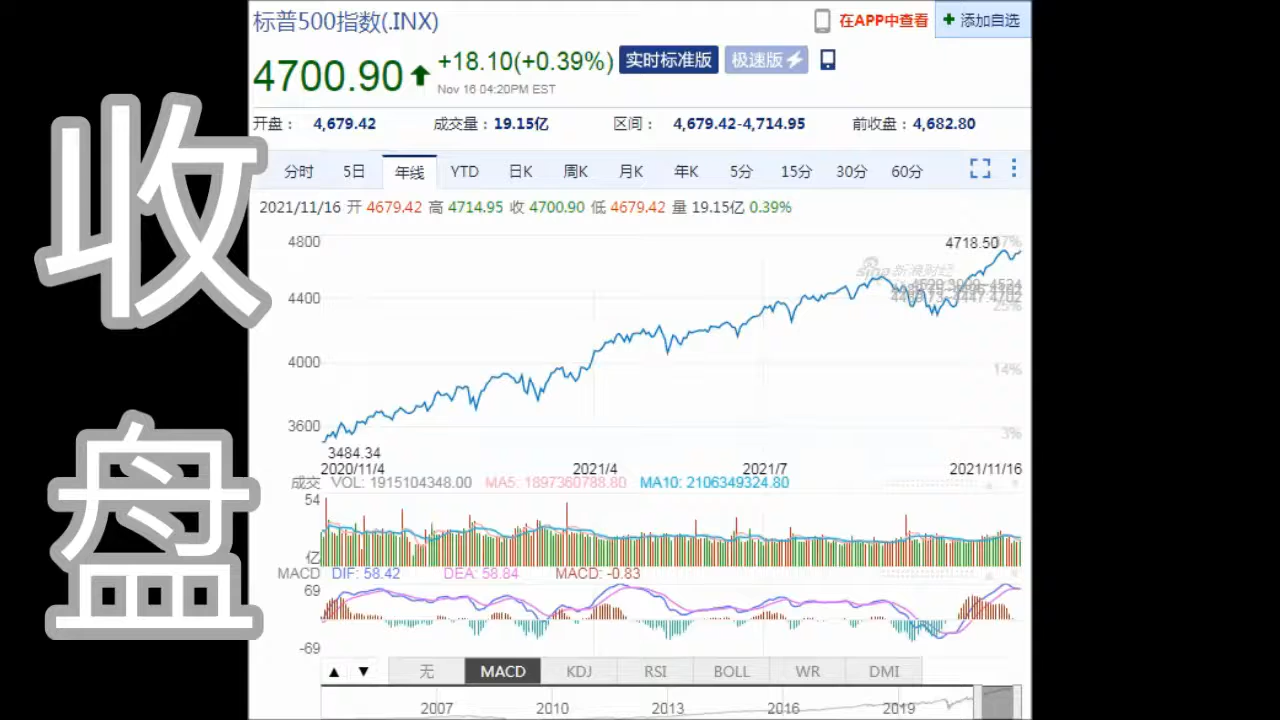 收盘
标普500指数(.INX)
在APP中查看
+ 添加自选
4700.90
+18.10(+0.39%)
实时标准版
极速版
Nov 16 04:20PM EST
开盘： 4,679.42 成交量：19.15亿 区间： 4,679.42-4,714.95 前收盘：4,682.80
分时 5日 年线 YTD 日K 周K 月K 年K 5分 15分 30分 60分
2021/11/16 开 4679.42 高 4714.95 收 4700.90 低 4679.42 量 19.15亿 0.39%
4800
4718.50
sina 新浪财经
4400
25%
4000
14%
3600
3%
3484.34
2020/11/4 2021/4 2021/7 2021/11/16
成交 VOL: 1915104348.00 MA5: 1897360788.80 MA10: 2106349324.80
54
亿
MACD DIF: 58.42 DEA: 58.84 MACD: -0.83
69
-69
▲ ▼ 无 MACD KDJ RSI BOLL WR DMI
2007 2010 2013 2016 2019